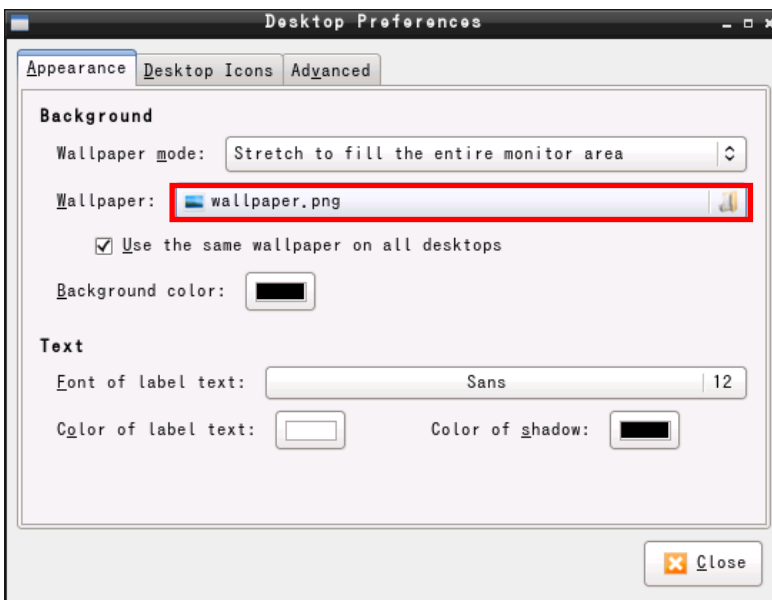 Desktop Preferences
Appearance Desktop Icons Advanced
Background
Wallpaper mode: Stretch to fill the entire monitor area
Wallpaper: wallpaper.png
Use the same wallpaper on all desktops
Background color:
Text
Font of label text: Sans 12
Color of label text: Color of shadow:
Close